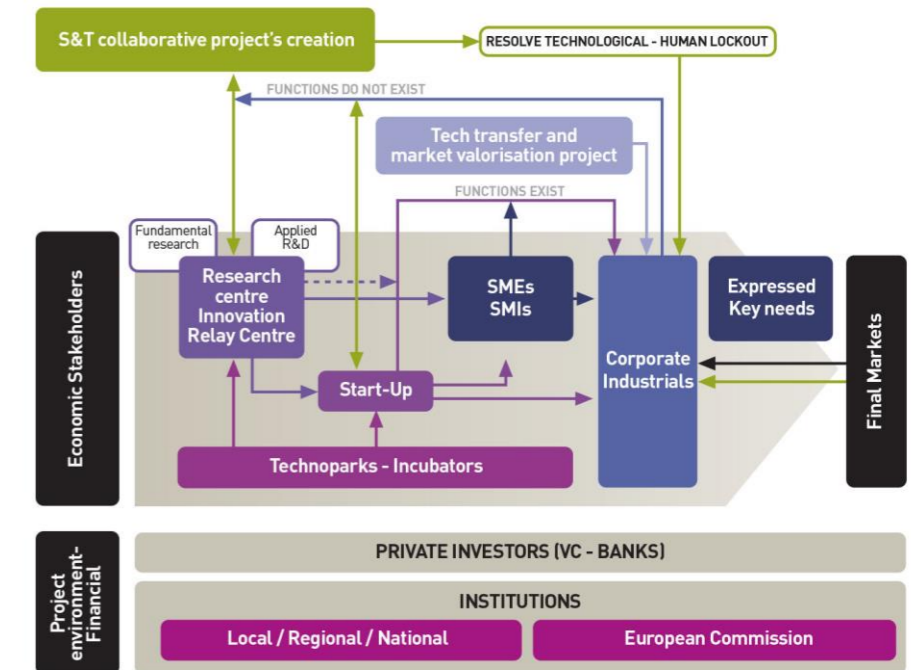 S&T collaborative project's creation
RESOLVE TECHNOLOGICAL - HUMAN LOCKOUT
FUNCTIONS DO NOT EXIST
Tech transfer and
market valorisation project
FUNCTIONS EXIST
Fundamental
research
Applied
R&D
Research
centre
Innovation
Relay Centre
SMEs
SMIs
Expressed
Key needs
Corporate
Industrials
Start-Up
Technoparks - Incubators
Economic Stakeholders
Final Markets
Project
environment-
Financial
PRIVATE INVESTORS (VC - BANKS)
INSTITUTIONS
Local / Regional / National
European Commission